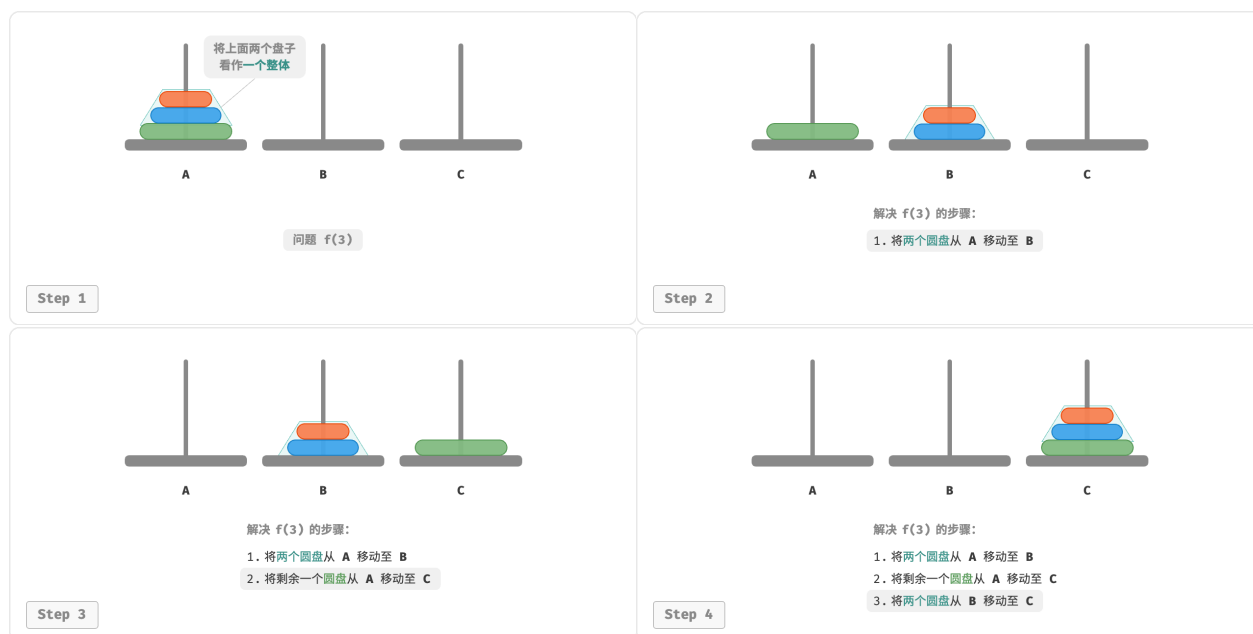 将上面两个盘子
看作一个整体
A B C
问题 f(3)
Step 1
A B C
解决 f(3) 的步骤:
1. 将两个圆盘从 A 移动至 B
Step 2
A B C
解决 f(3) 的步骤:
1. 将两个圆盘从 A 移动至 B
2. 将剩余一个圆盘从 A 移动至 C
Step 3
A B C
解决 f(3) 的步骤:
1. 将两个圆盘从 A 移动至 B
2. 将剩余一个圆盘从 A 移动至 C
3. 将两个圆盘从 B 移动至 C
Step 4